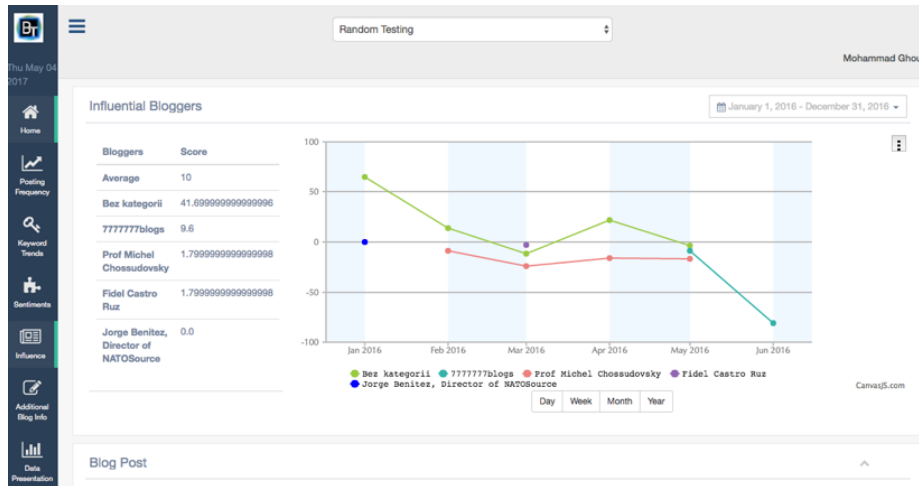 BT
Random Testing
Mohammad Ghou
Thu May 04
2017
Home
Posting
Frequency
Keyword
Trends
Sentiments
Influence
Additional
Blog Info
Data
Presentation
Influential Bloggers
January 1, 2016 - December 31, 2016
Bloggers Score
Average 10
Bez kategorii 41.699999999999996
7777777blogs 9.6
Prof Michel 1.7999999999999998
Chossudovsky
Fidel Castro 1.7999999999999998
Ruz
Jorge Benitez, 0.0
Director of
NATOSource
100
50
0
-50
-100
Jan 2016 Feb 2016 Mar 2016 Apr 2016 May 2016 Jun 2016
Bez kategorii 7777777blogs Prof Michel Chossudovsky Fidel Castro Ruz
Jorge Benitez, Director of NATOSource
CanvasJS.com
Day Week Month Year
Blog Post